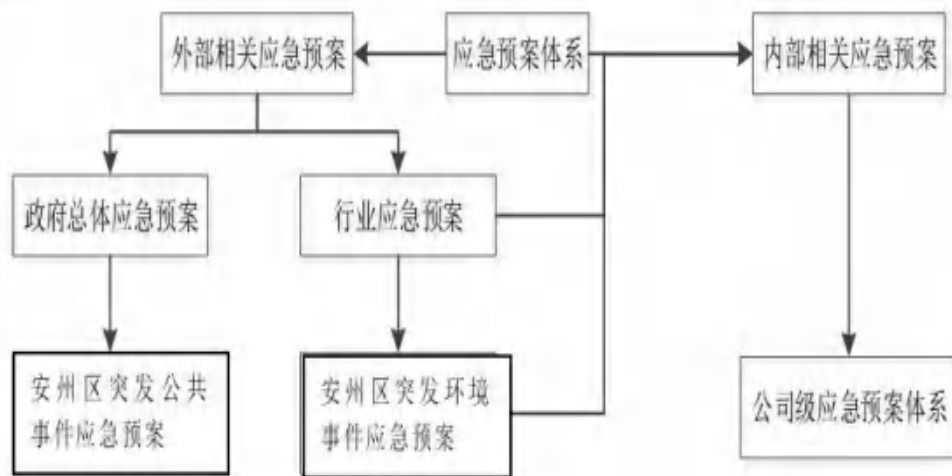 外部相关应急预案
应急预案体系
内部相关应急预案
政府总体应急预案
行业应急预案
安州区突发公共
事件应急预案
安州区突发环境
事件应急预案
公司级应急预案体系